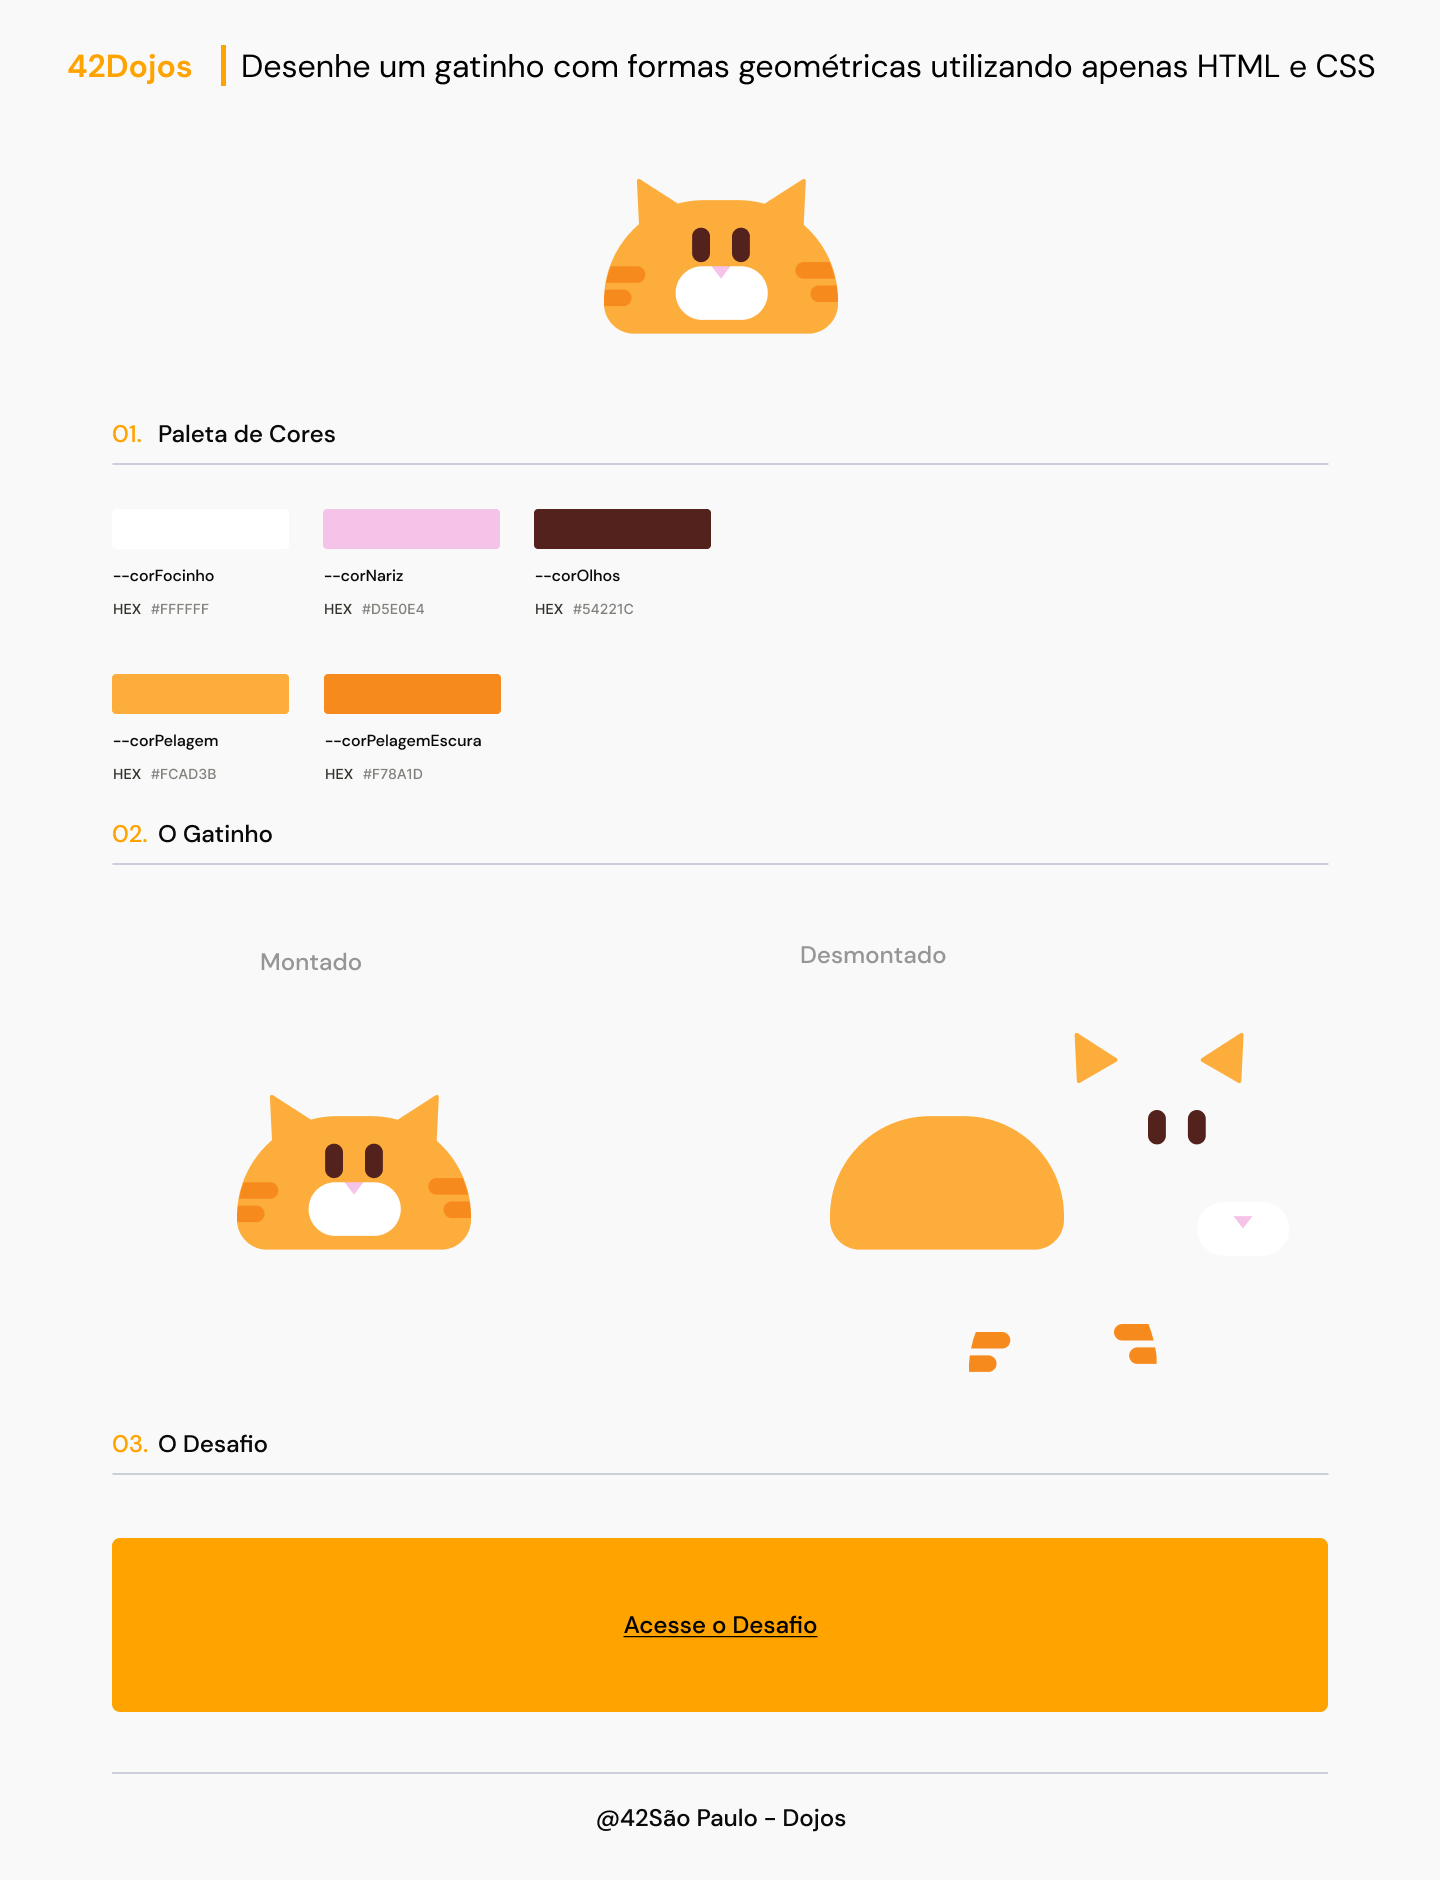 42Dojos Desenhe um gatinho com formas geométricas utilizando apenas HTML e CSS
01. Paleta de Cores
--corFocinho --corNariz --corOlhos
HEX #FFFFFF HEX #D5E0E4 HEX #54221C
--corPelagem --corPelagemEscura
HEX #FCAD3B HEX #F78A1D
02. O Gatinho
Montado Desmontado
03. O Desafio
Acesse o Desafio
@42São Paulo - Dojos